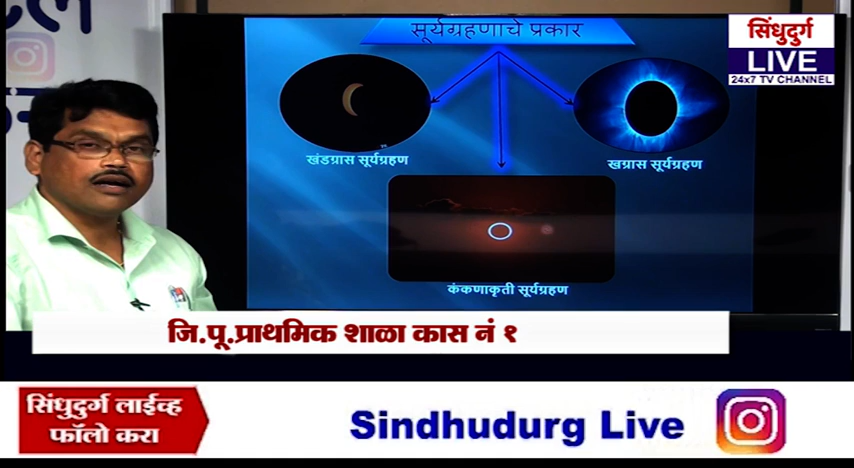 सूर्यग्रहणाचे प्रकार
सिंधुदुर्ग
LIVE
24x7 TV CHANNEL
खंडग्रास सूर्यग्रहण
खग्रास सूर्यग्रहण
कंकणाकृती सूर्यग्रहण
जि.पू.प्राथमिक शाळा कास नं १
सिंधुदुर्ग लाईव्ह
फॉलो करा
Sindhudurg Live